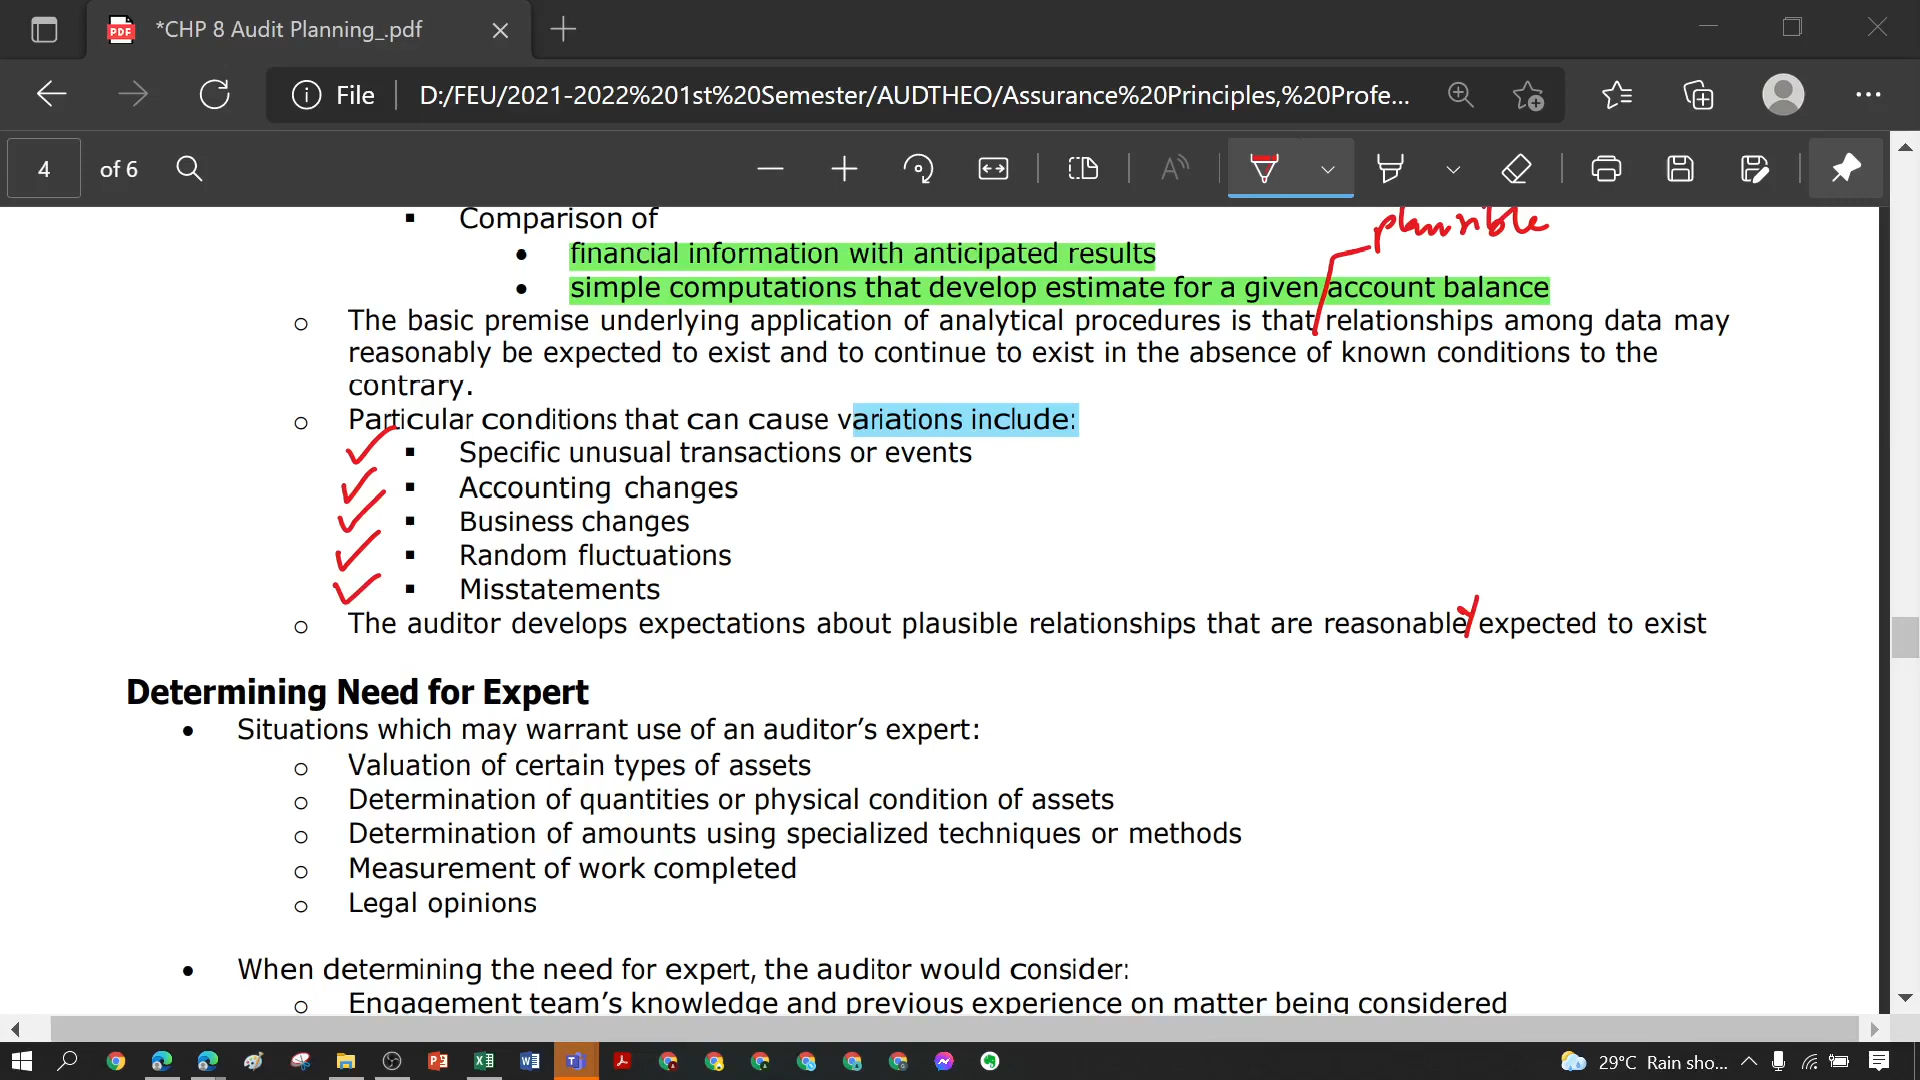 *CHP 8 Audit Planning_.pdf
File
D:/FEU/2021-2022%201st%20Semester/AUDTHEO/Assurance%20Principles,%20Profe...
4 of 6
plausible
▪ Comparison of
• financial information with anticipated results
• simple computations that develop estimate for a given account balance
o The basic premise underlying application of analytical procedures is that relationships among data may
reasonably be expected to exist and to continue to exist in the absence of known conditions to the
contrary.
o Particular conditions that can cause variations include:
▪ Specific unusual transactions or events
▪ Accounting changes
▪ Business changes
▪ Random fluctuations
▪ Misstatements
o The auditor develops expectations about plausible relationships that are reasonabley expected to exist
Determining Need for Expert
• Situations which may warrant use of an auditor’s expert:
o Valuation of certain types of assets
o Determination of quantities or physical condition of assets
o Determination of amounts using specialized techniques or methods
o Measurement of work completed
o Legal opinions
• When determining the need for expert, the auditor would consider:
o Engagement team’s knowledge and previous experience on matter being considered
29°C Rain sho...